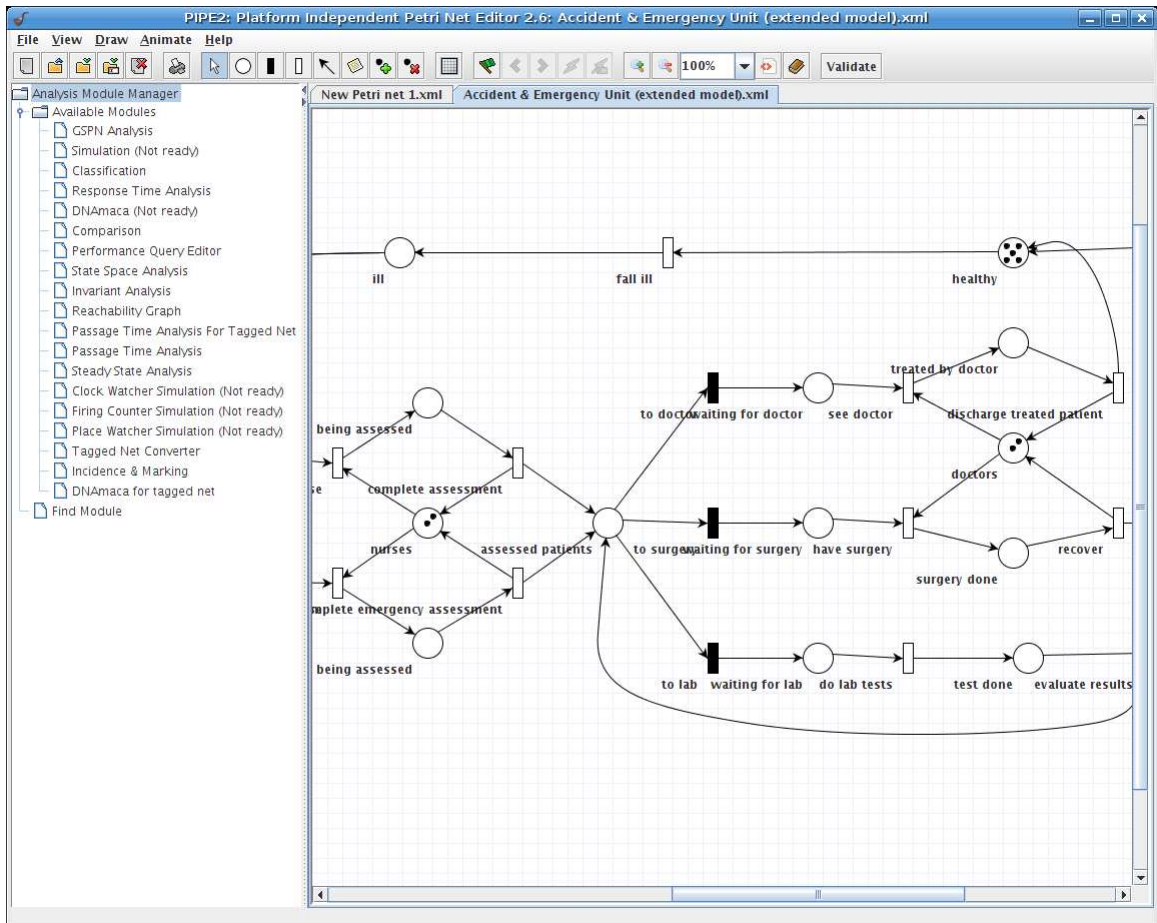 PIPE2: Platform Independent Petri Net Editor 2.6: Accident & Emergency Unit (extended model).xml
File View Draw Animate Help
100% Validate
Analysis Module Manager
Available Modules
GSPN Analysis
Simulation (Not ready)
Classification
Response Time Analysis
DNAmaca (Not ready)
Comparison
Performance Query Editor
State Space Analysis
Invariant Analysis
Reachability Graph
Passage Time Analysis For Tagged Net
Passage Time Analysis
Steady State Analysis
Clock Watcher Simulation (Not ready)
Firing Counter Simulation (Not ready)
Place Watcher Simulation (Not ready)
Tagged Net Converter
Incidence & Marking
DNAmaca for tagged net
Find Module
New Petri net 1.xml Accident & Emergency Unit (extended model).xml
ill fall ill healthy
treated by doctor
to doctor waiting for doctor see doctor discharge treated patient
being assessed
doctors
se complete assessment
nurses assessed patients to surgery waiting for surgery have surgery recover
surgery done
mplete emergency assessment
being assessed
to lab waiting for lab do lab tests test done evaluate results